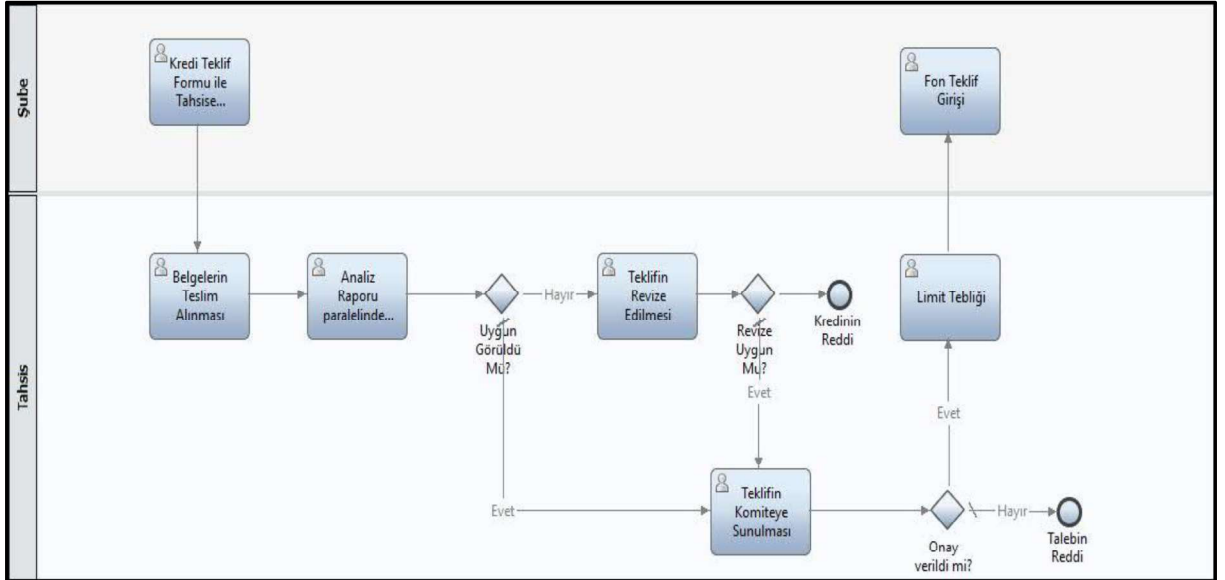 Şube
Kredi Teklif
Formu ile
Tahsise...
Fon Teklif
Girişi
Tahsis
Belgelerin
Teslim
Alınması
Analiz
Raporu
paralelinde...
Uygun
Görüldü
Mü?
Hayır
Teklifin
Revize
Edilmesi
Revize
Uygun
Mu?
Kredinin
Reddi
Limit Tebliği
Evet
Evet
Evet
Teklifin
Komiteye
Sunulması
Onay
verildi mi?
Hayır
Talebin
Reddi